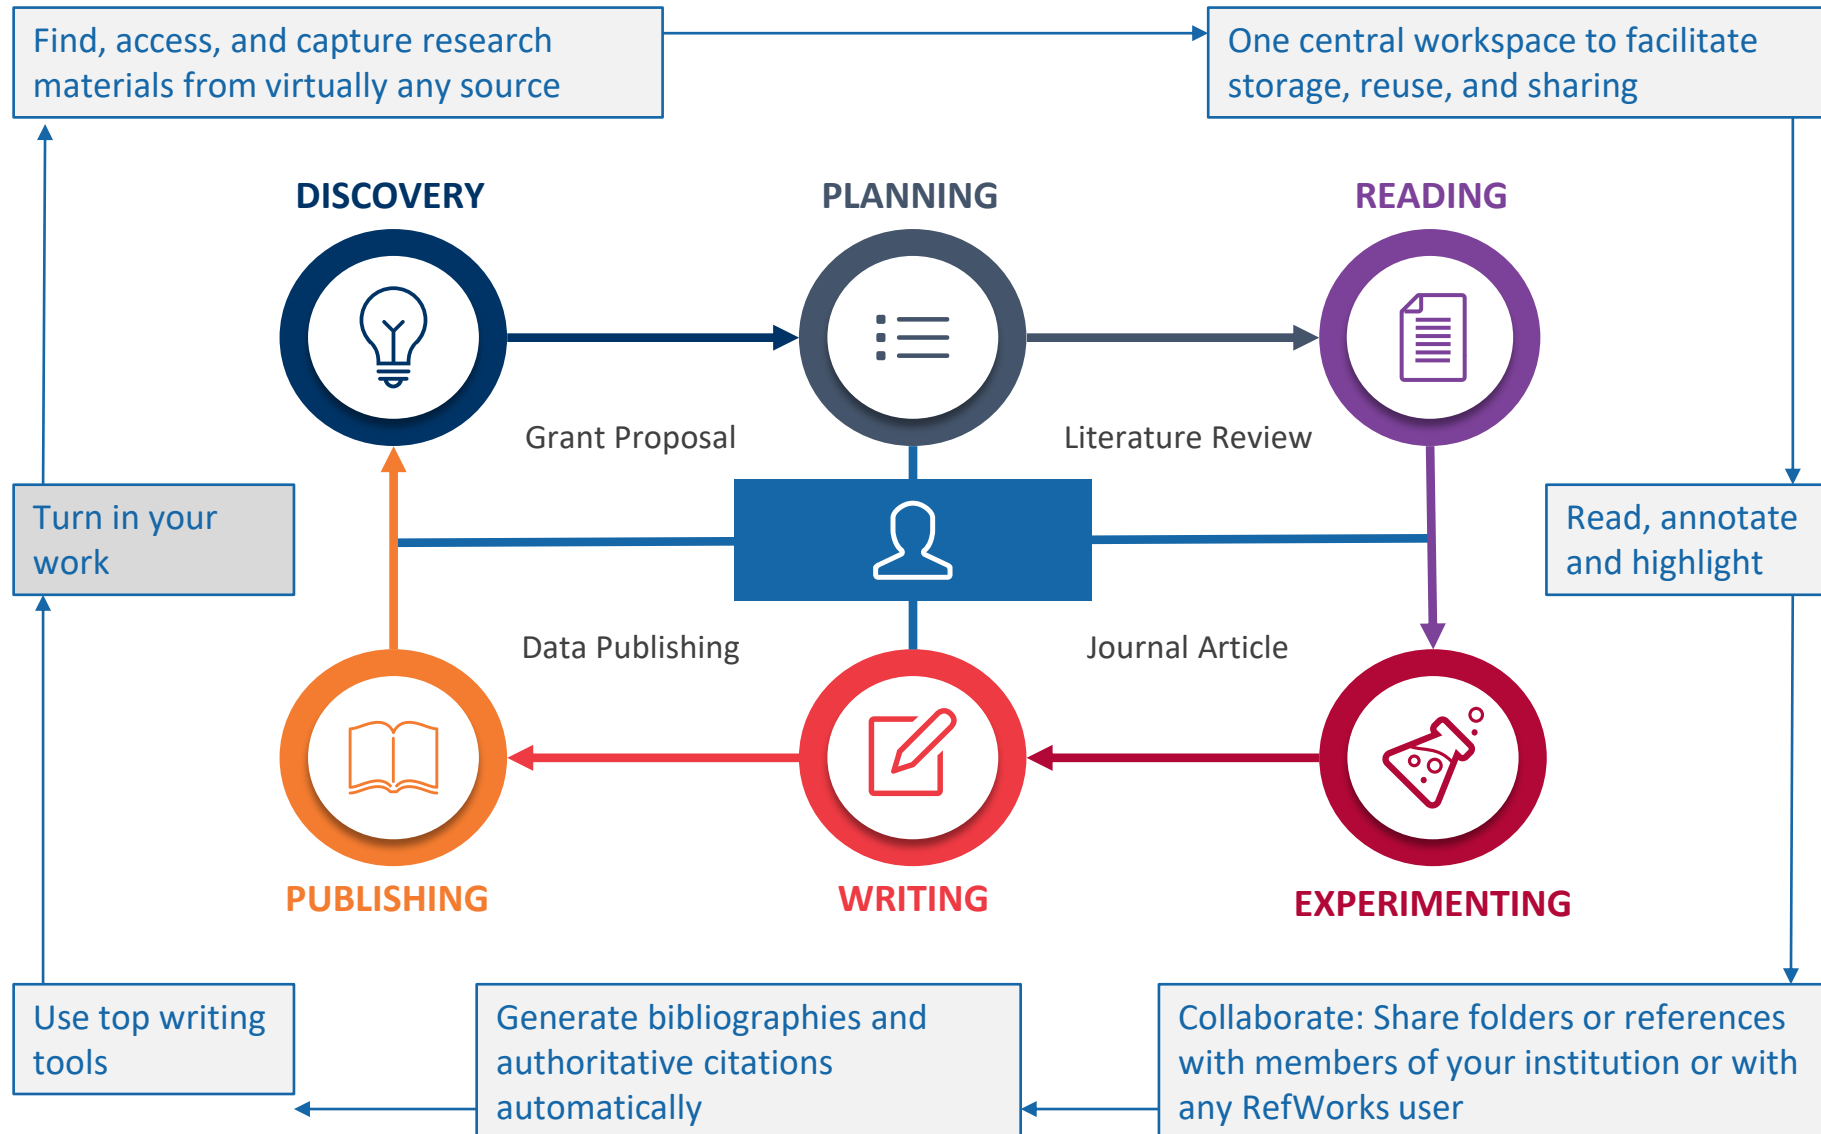 Find, access, and capture research
materials from virtually any source
One central workspace to facilitate
storage, reuse, and sharing
DISCOVERY
PLANNING
READING
Grant Proposal
Literature Review
Turn in your
work
Read, annotate
and highlight
Data Publishing
Journal Article
PUBLISHING
WRITING
EXPERIMENTING
Use top writing
tools
Generate bibliographies and
authoritative citations
automatically
Collaborate: Share folders or references
with members of your institution or with
any RefWorks user